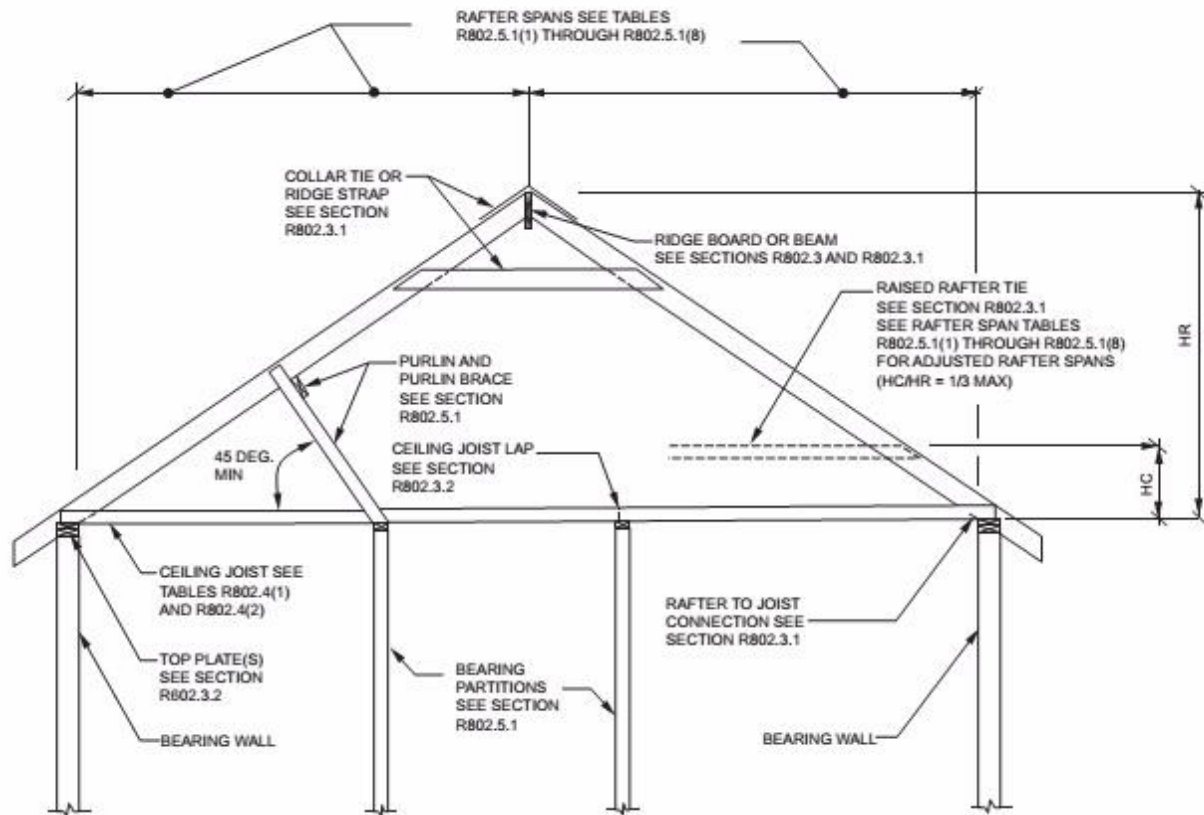 RAFTER SPANS SEE TABLES
R802.5.1(1) THROUGH R802.5.1(8)
COLLAR TIE OR
RIDGE STRAP
SEE SECTION
R802.3.1
RIDGE BOARD OR BEAM
SEE SECTIONS R802.3 AND R802.3.1
RAISED RAFTER TIE
SEE SECTION R802.3.1
SEE RAFTER SPAN TABLES
R802.5.1(1) THROUGH R802.5.1(8)
FOR ADJUSTED RAFTER SPANS
(HC/HR = 1/3 MAX)
HR
PURLIN AND
PURLIN BRACE
SEE SECTION
R802.5.1
45 DEG.
MIN
CEILING JOIST LAP
SEE SECTION
R802.3.2
HC
CEILING JOIST SEE
TABLES R802.4(1)
AND R802.4(2)
RAFTER TO JOIST
CONNECTION SEE
SECTION R802.3.1
TOP PLATE(S)
SEE SECTION
R602.3.2
BEARING
PARTITIONS
SEE SECTION
R802.5.1
BEARING WALL
BEARING WALL